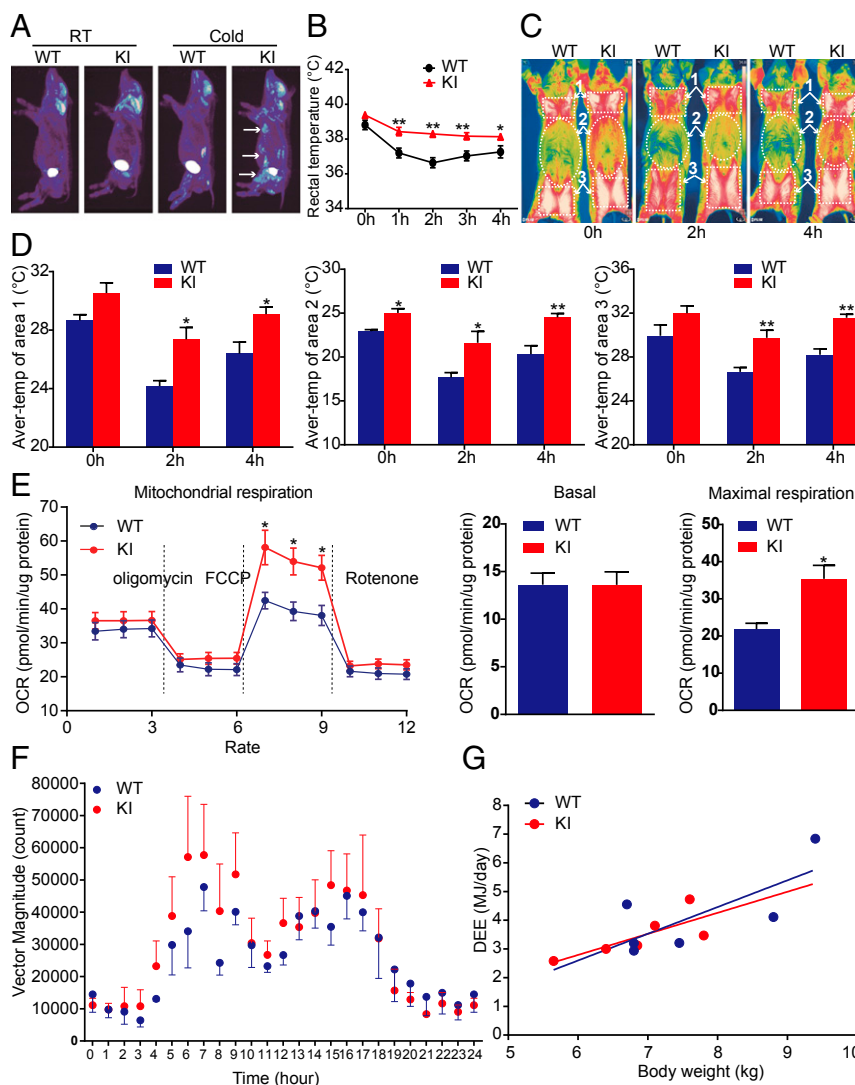 A
RT Cold
WT KI WT KI
B
Rectal temperature (°C)
42
40
38
36
34
WT
KI
** ** ** *
0h 1h 2h 3h 4h
C
WT KI WT KI WT KI
1 1
2 2
3 3
0h 2h 4h
D
Aver-temp of area 1 (°C)
32
28
24
20
WT
KI
* *
0h 2h 4h
Aver-temp of area 2 (°C)
30
25
20
15
10
WT
KI
* * **
0h 2h 4h
Aver-temp of area 3 (°C)
36
32
28
24
20
WT
KI
** **
0h 2h 4h
E
Mitochondrial respiration
OCR (pmol/min/ug protein)
70
60
50
40
30
20
10
WT
KI
oligomycin FCCP Rotenone
* * *
0 3 6 9 12
Rate
Basal
OCR (pmol/min/ug protein)
20
15
10
5
0
WT
KI
Maximal respiration
OCR (pmol/min/ug protein)
50
40
30
20
10
0
WT
KI
*
F
Vector Magnitude (count)
80000
70000
60000
50000
40000
30000
20000
10000
0
WT
KI
0 1 2 3 4 5 6 7 8 9 10 11 12 13 14 15 16 17 18 19 20 21 22 23 24
Time (hour)
G
DEE (MJ/day)
8
7
6
5
4
3
2
1
0
WT
KI
5 6 7 8 9 10
Body weight (kg)